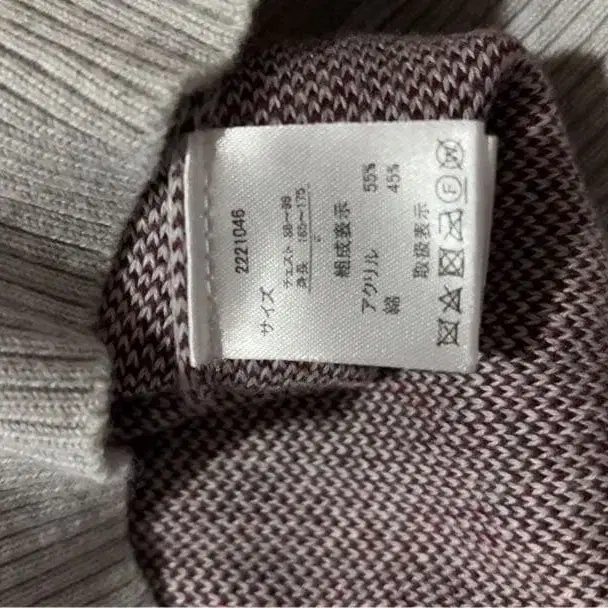 2221046
サイズ
チェスト 88〜96
身長 165〜175
組成表示
アクリル 55%
綿 45%
取扱表示
F
W